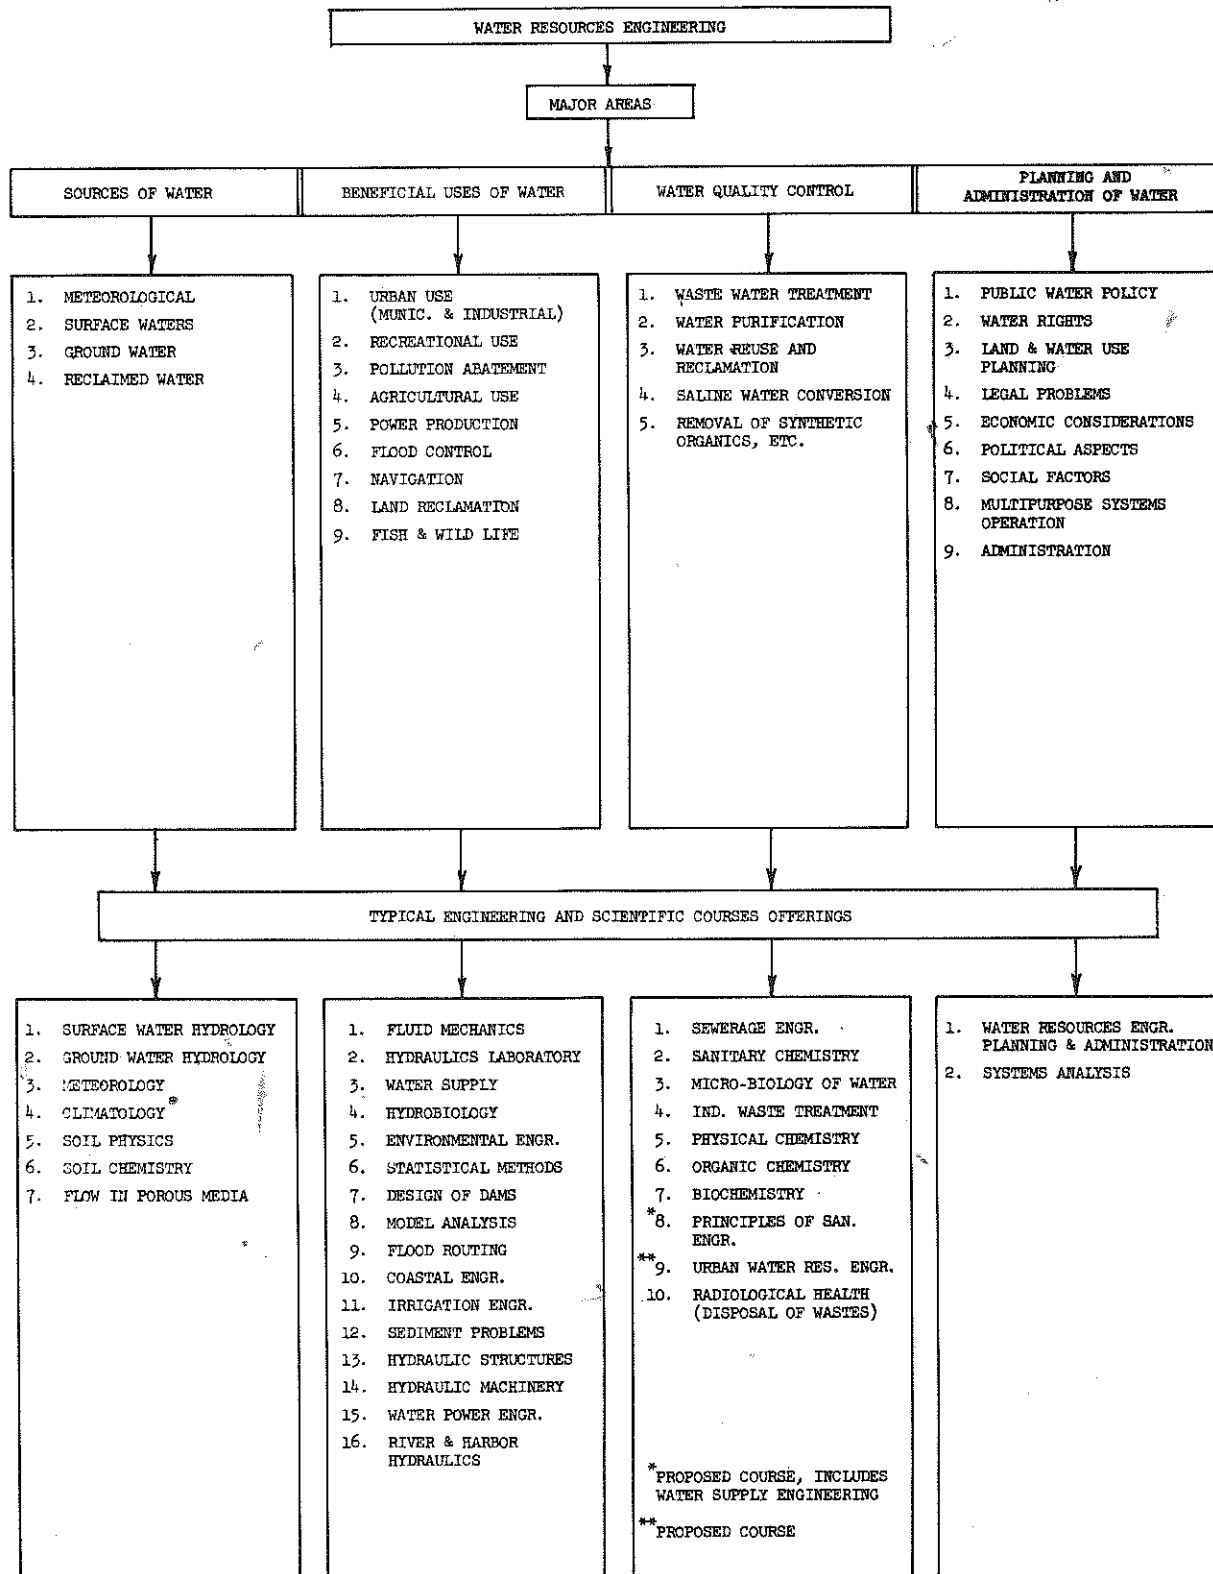 WATER RESOURCES ENGINEERING
MAJOR AREAS
SOURCES OF WATER
BENEFICIAL USES OF WATER
WATER QUALITY CONTROL
PLANNING AND
ADMINISTRATION OF WATER
1. METEOROLOGICAL
2. SURFACE WATERS
3. GROUND WATER
4. RECLAIMED WATER
1. URBAN USE
(MUNIC. & INDUSTRIAL)
2. RECREATIONAL USE
3. POLLUTION ABATEMENT
4. AGRICULTURAL USE
5. POWER PRODUCTION
6. FLOOD CONTROL
7. NAVIGATION
8. LAND RECLAMATION
9. FISH & WILD LIFE
1. WASTE WATER TREATMENT
2. WATER PURIFICATION
3. WATER REUSE AND
RECLAMATION
4. SALINE WATER CONVERSION
5. REMOVAL OF SYNTHETIC
ORGANICS, ETC.
1. PUBLIC WATER POLICY
2. WATER RIGHTS
3. LAND & WATER USE
PLANNING
4. LEGAL PROBLEMS
5. ECONOMIC CONSIDERATIONS
6. POLITICAL ASPECTS
7. SOCIAL FACTORS
8. MULTIPURPOSE SYSTEMS
OPERATION
9. ADMINISTRATION
TYPICAL ENGINEERING AND SCIENTIFIC COURSES OFFERINGS
1. SURFACE WATER HYDROLOGY
2. GROUND WATER HYDROLOGY
3. METEOROLOGY
4. CLIMATOLOGY
5. SOIL PHYSICS
6. SOIL CHEMISTRY
7. FLOW IN POROUS MEDIA
1. FLUID MECHANICS
2. HYDRAULICS LABORATORY
3. WATER SUPPLY
4. HYDROBIOLOGY
5. ENVIRONMENTAL ENGR.
6. STATISTICAL METHODS
7. DESIGN OF DAMS
8. MODEL ANALYSIS
9. FLOOD ROUTING
10. COASTAL ENGR.
11. IRRIGATION ENGR.
12. SEDIMENT PROBLEMS
13. HYDRAULIC STRUCTURES
14. HYDRAULIC MACHINERY
15. WATER POWER ENGR.
16. RIVER & HARBOR
HYDRAULICS
1. SEWERAGE ENGR.
2. SANITARY CHEMISTRY
3. MICRO-BIOLOGY OF WATER
4. IND. WASTE TREATMENT
5. PHYSICAL CHEMISTRY
6. ORGANIC CHEMISTRY
7. BIOCHEMISTRY
*8. PRINCIPLES OF SAN.
ENGR.
**9. URBAN WATER RES. ENGR.
10. RADIOLOGICAL HEALTH
(DISPOSAL OF WASTES)
*PROPOSED COURSE, INCLUDES
WATER SUPPLY ENGINEERING
**PROPOSED COURSE
1. WATER RESOURCES ENGR.
PLANNING & ADMINISTRATION
2. SYSTEMS ANALYSIS